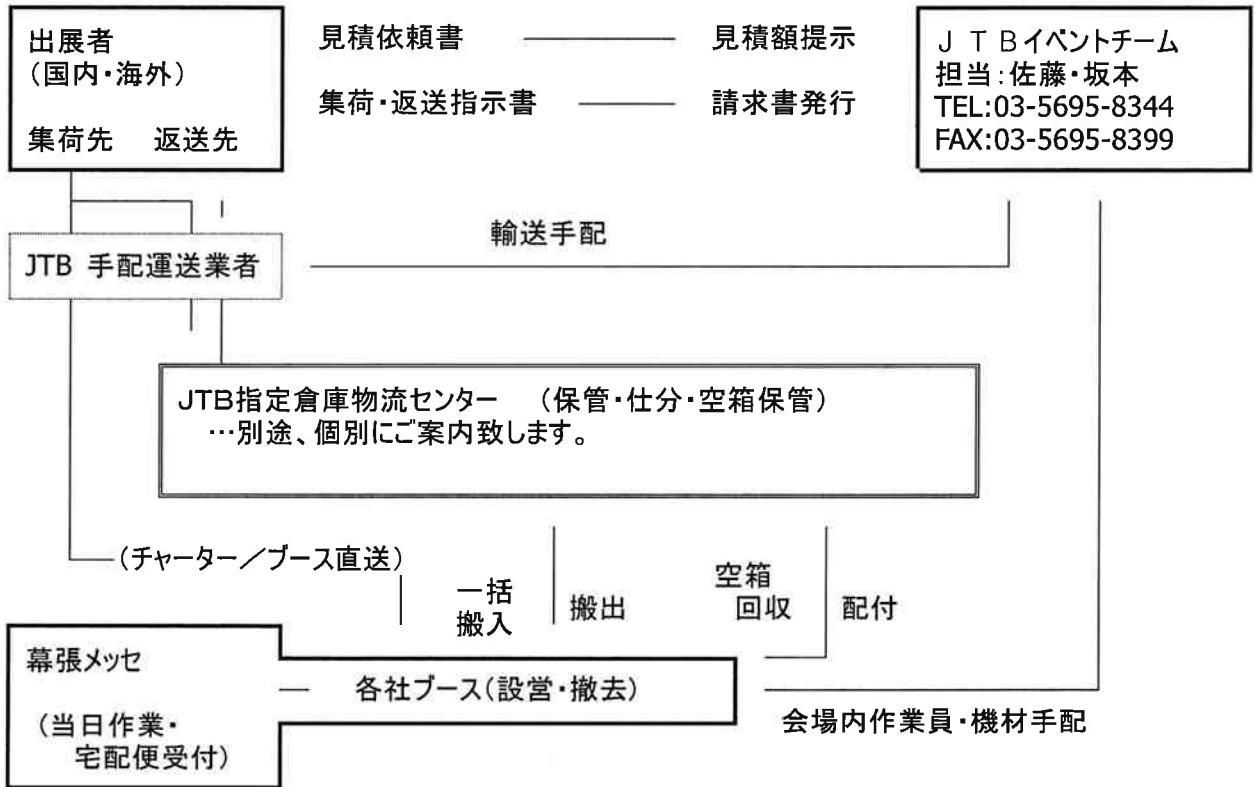 出展者
（国内・海外）
集荷先　返送先
見積依頼書　見積額提示
集荷・返送指示書　請求書発行
ＪＴＢイベントチーム
担当：佐藤・坂本
TEL:03-5695-8344
FAX:03-5695-8399
輸送手配
JTB 手配運送業者
JTB指定倉庫物流センター　（保管・仕分・空箱保管）
…別途、個別にご案内致します。
（チャーター／ブース直送）
一括
搬入
搬出
空箱
回収
配付
幕張メッセ
（当日作業・
宅配便受付）
各社ブース（設営・撤去）
会場内作業員・機材手配